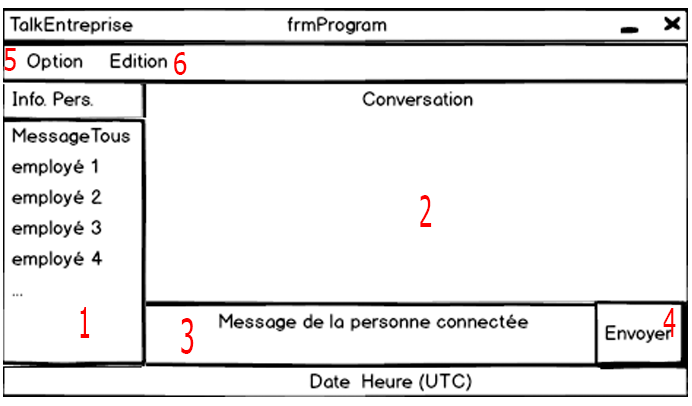 TalkEntreprise frmProgram
5 Option Edition 6
Info. Pers. Conversation
MessageTous
employé 1
employé 2
employé 3
employé 4
...
1
2
3 Message de la personne connectée
Envoyer 4
Date Heure (UTC)